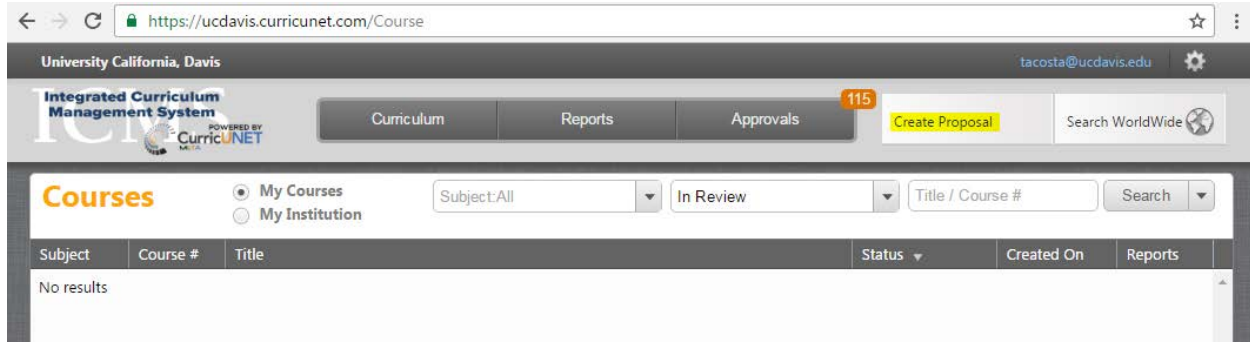 https://ucdavis.curricunet.com/Course
University California, Davis
tacosta@ucdavis.edu
ICMS
Integrated Curriculum
Management System
POWERED BY
CurricUNET
META
Curriculum
Reports
Approvals
115
Create Proposal
Search WorldWide
Courses
My Courses
My Institution
Subject:All
In Review
Title / Course #
Search
Subject Course # Title Status Created On Reports
No results